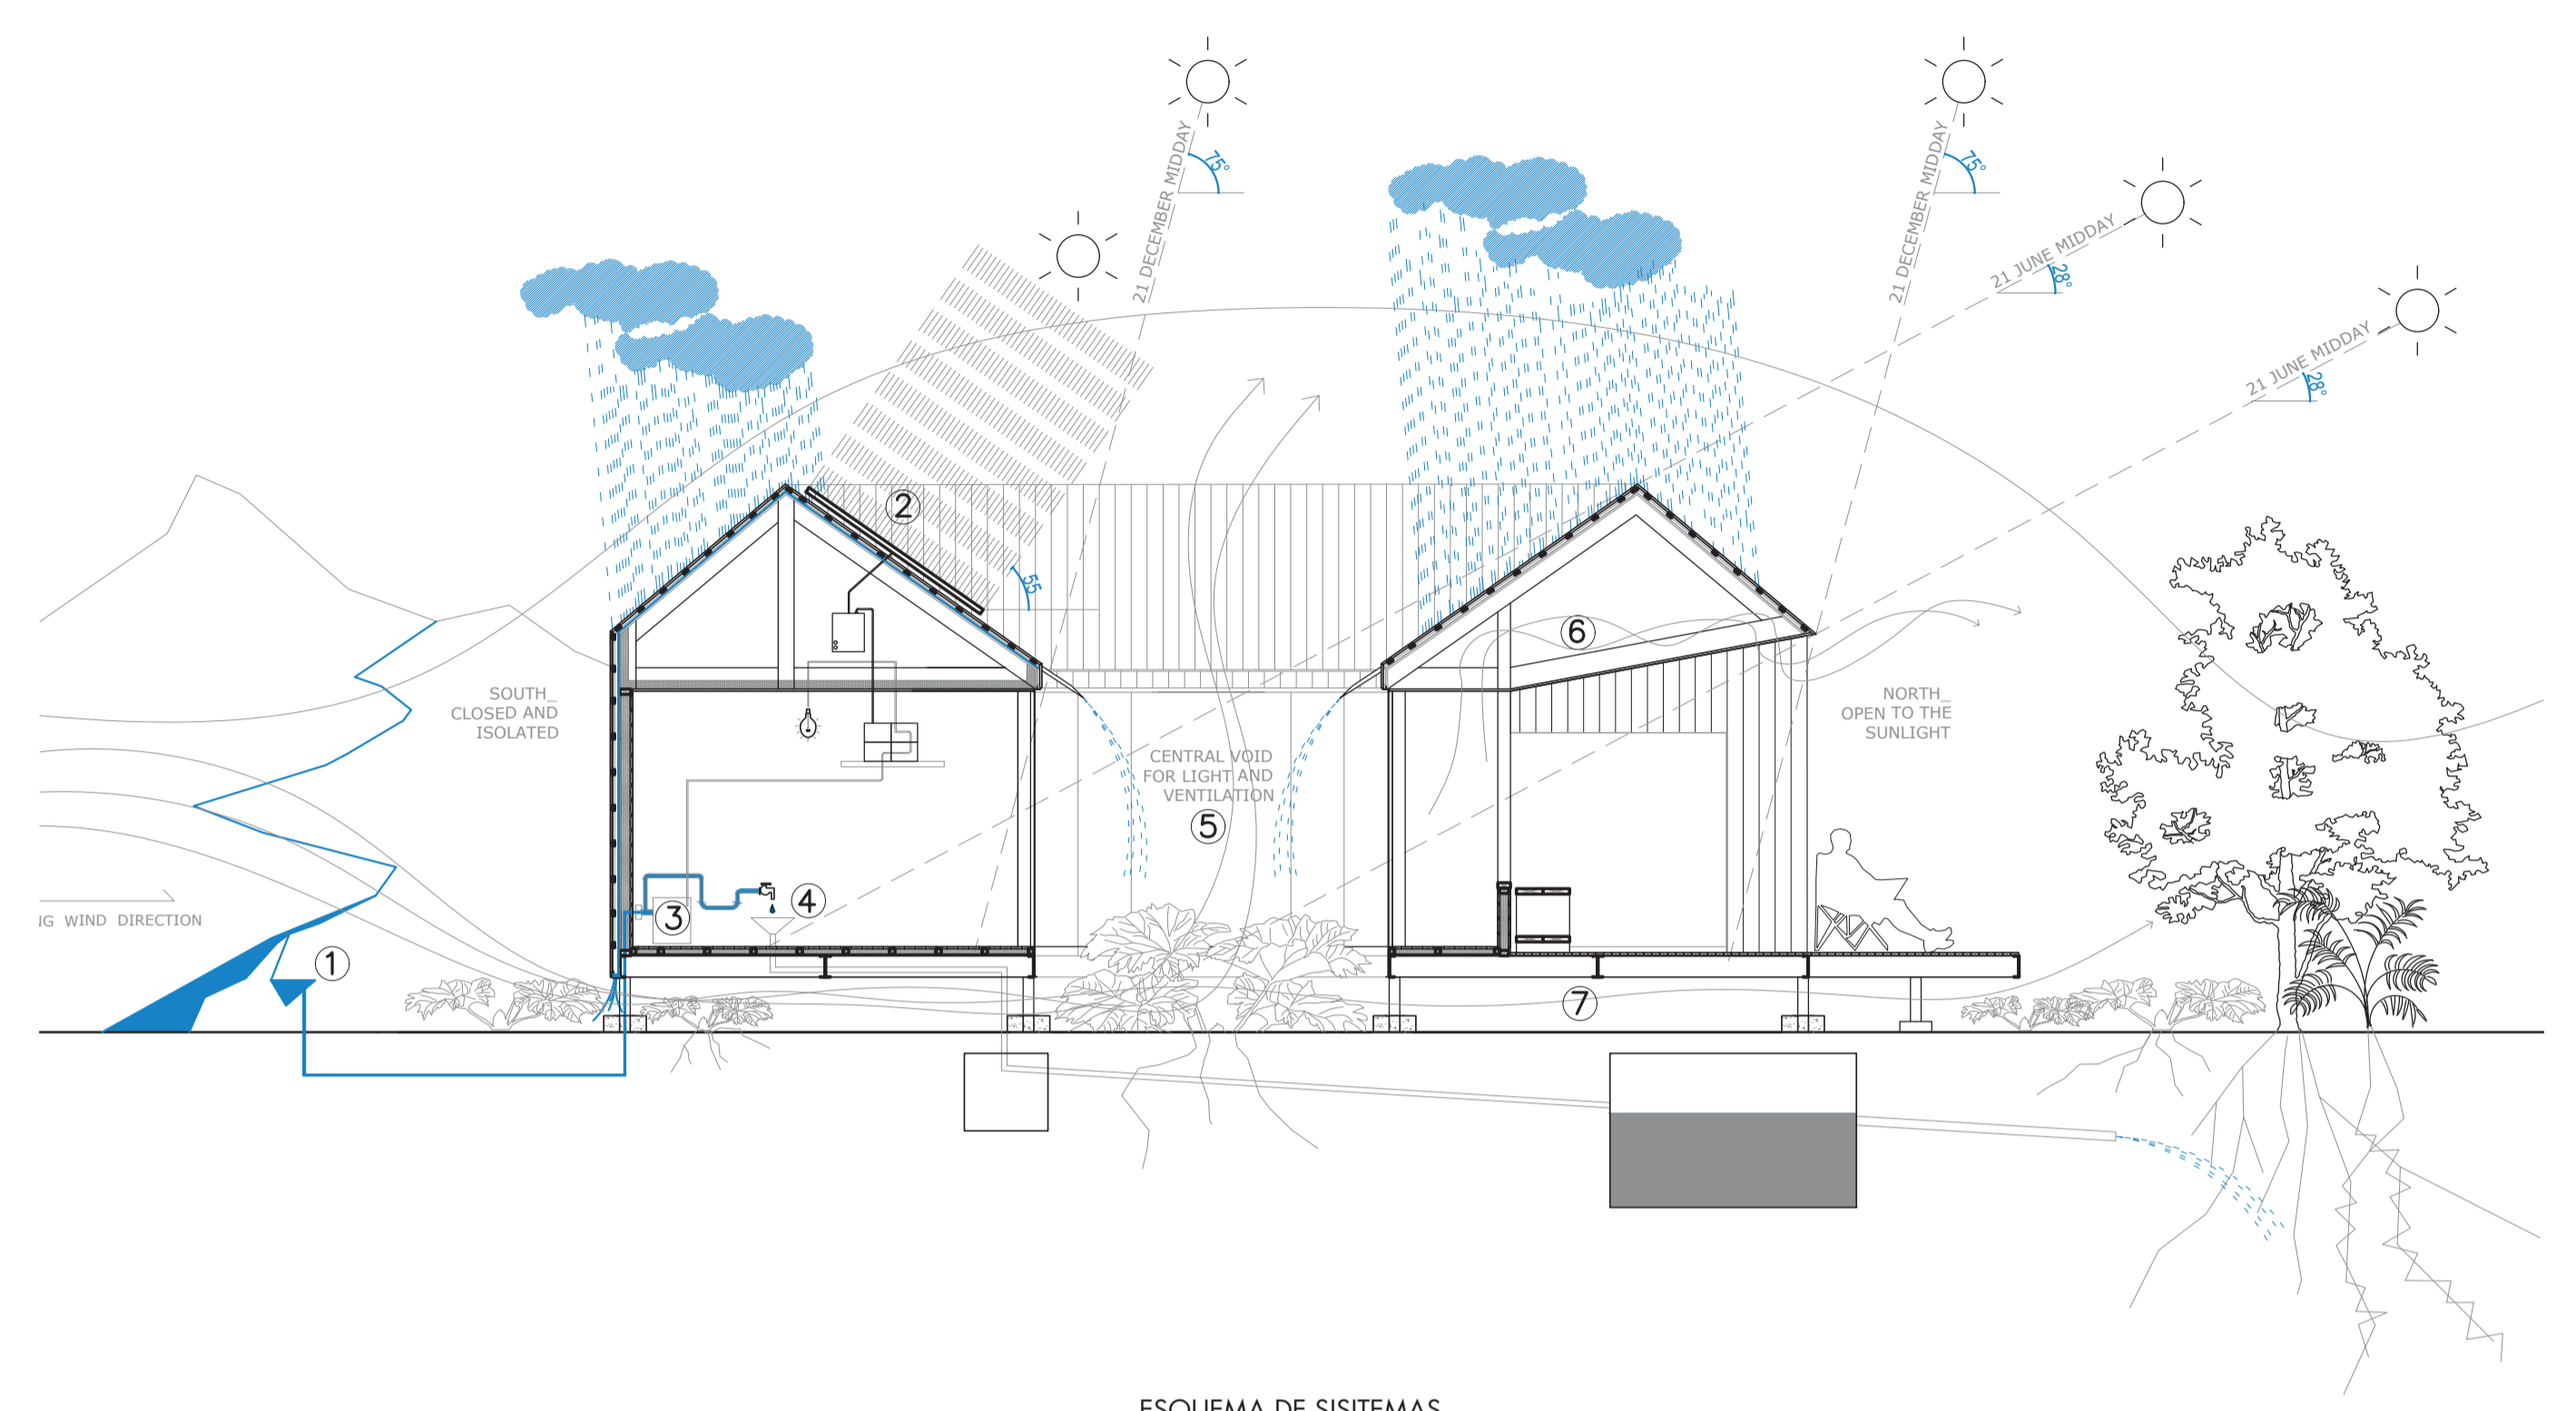 21 DECEMBER MIDDAY
75°
21 DECEMBER MIDDAY
75°
21 JUNE MIDDAY
28°
21 JUNE MIDDAY
28°
2
55
6
SOUTH_
CLOSED AND
ISOLATED
NORTH_
OPEN TO THE
SUNLIGHT
CENTRAL VOID
FOR LIGHT AND
VENTILATION
5
3
4
WIND DIRECTION
1
7
ESQUEMA DE SISITEMAS